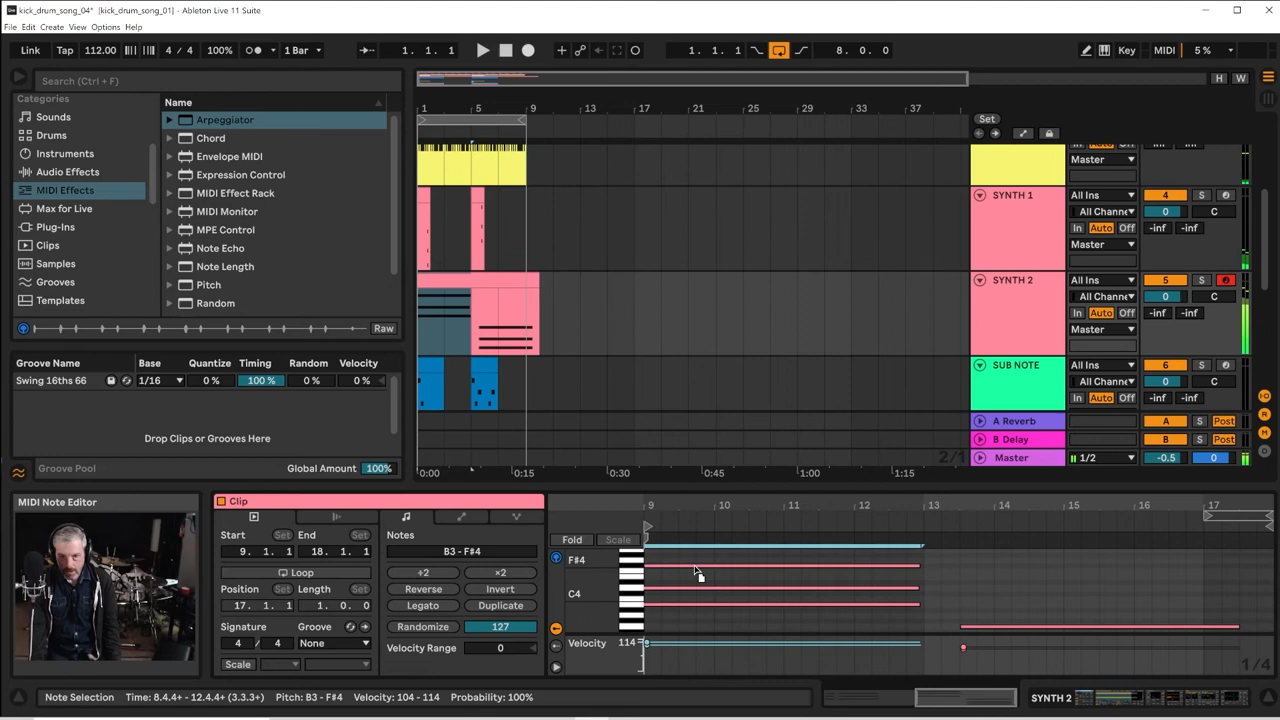 kick_drum_song_04* [kick_drum_song_01] - Ableton Live 11 Suite
File Edit Create View Options Help
Link Tap 112.00 4 / 4 100% 1 Bar 1. 1. 1 1. 1. 1 8. 0. 0 Key MIDI 5 %
Search (Ctrl + F)
H W
Categories
Sounds
Drums
Instruments
Audio Effects
MIDI Effects
Max for Live
Plug-Ins
Clips
Samples
Grooves
Templates
Name
Arpeggiator
Chord
Envelope MIDI
Expression Control
MIDI Effect Rack
MIDI Monitor
MPE Control
Note Echo
Note Length
Pitch
Random
Raw
Groove Name Base Quantize Timing Random Velocity
Swing 16ths 66 1/16 0 % 100 % 0 % 0 %
Drop Clips or Grooves Here
Groove Pool Global Amount 100%
1 5 9 13 17 21 25 29 33 37
Set
Master
SYNTH 1 All Ins 4 S
All Channe 0 C
In Auto Off -inf -inf
Master
SYNTH 2 All Ins 5 S
All Channe 0 C
In Auto Off -inf -inf
Master
SUB NOTE All Ins 6 S
All Channe 0 C
In Auto Off -inf -inf
A Reverb A S Post
B Delay B S Post
Master 1/2 -0.5 0
2/1
0:00 0:15 0:30 0:45 1:00 1:15
MIDI Note Editor
Clip
Start Set End Set
9. 1. 1 18. 1. 1
Loop
Position Set Length Set
17. 1. 1 1. 0. 0
Signature Groove
4 / 4 None
Scale
Notes
B3 - F#4
÷2 ×2
Reverse Invert
Legato Duplicate
Randomize 127
Velocity Range 0
9 10 11 12 13 14 15 16 17
Fold Scale
F#4
C4
Velocity 114
1/4
Note Selection Time: 8.4.4+ - 12.4.4+ (3.3.3+) Pitch: B3 - F#4 Velocity: 104 - 114 Probability: 100%
SYNTH 2